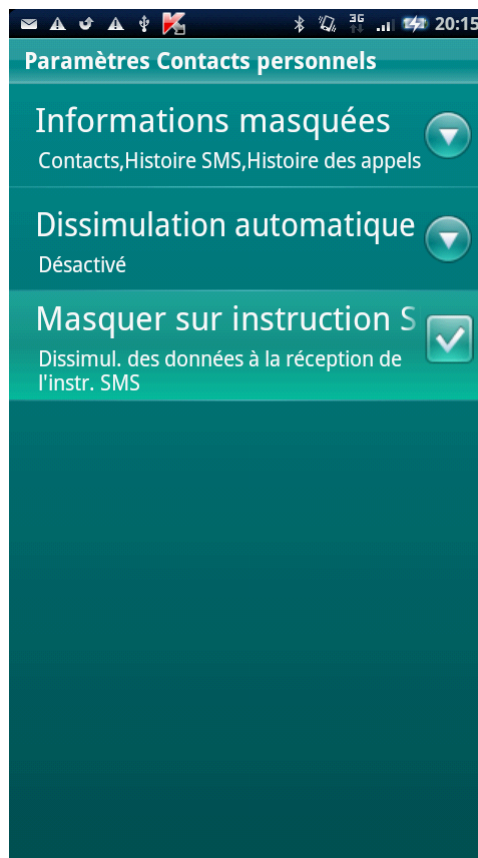 3G 20:15
Paramètres Contacts personnels
Informations masquées
Contacts,Histoire SMS,Histoire des appels
Dissimulation automatique
Désactivé
Masquer sur instruction S
Dissimul. des données à la réception de
l'instr. SMS